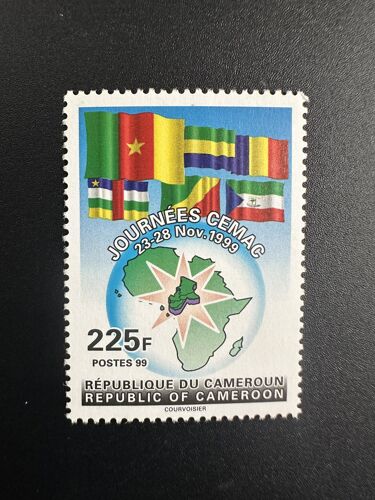 JOURNÉES CEMAC
23-28 Nov. 1999
225F
POSTES 99
RÉPUBLIQUE DU CAMEROUN
REPUBLIC OF CAMEROON
COURVOISIER